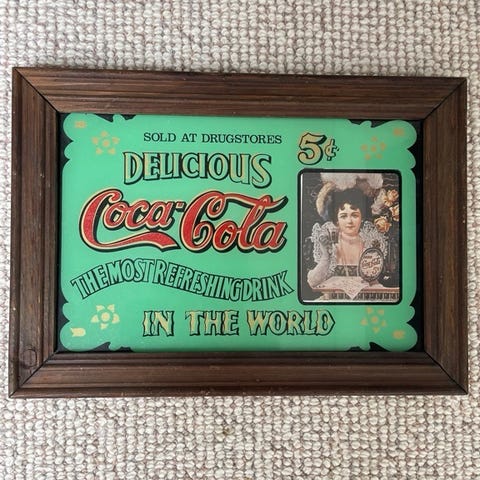 SOLD AT DRUGSTORES 5¢
DELICIOUS
Coca-Cola
THE MOST REFRESHING DRINK
IN THE WORLD